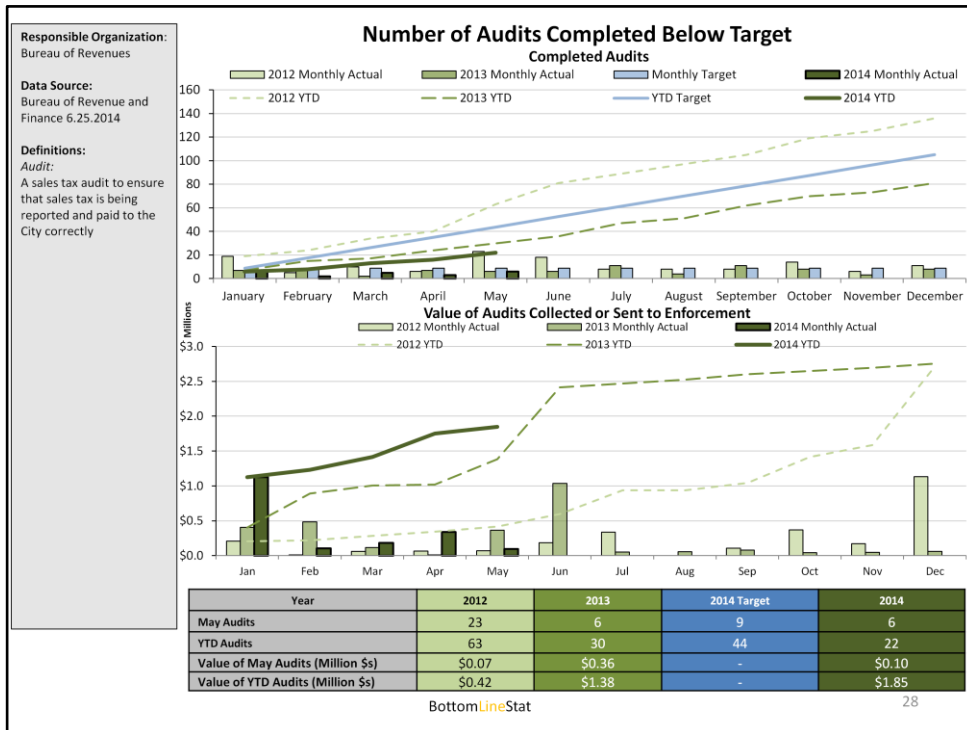 Responsible Organization:
Bureau of Revenues
Data Source:
Bureau of Revenue and
Finance 6.25.2014
Definitions:
Audit:
A sales tax audit to ensure
that sales tax is being
reported and paid to the
City correctly
Number of Audits Completed Below Target
Completed Audits
2012 Monthly Actual 2013 Monthly Actual Monthly Target 2014 Monthly Actual
2012 YTD 2013 YTD YTD Target 2014 YTD
160
140
120
100
80
60
40
20
0
January February March April May June July August September October November December
Value of Audits Collected or Sent to Enforcement
Millions
2012 Monthly Actual 2013 Monthly Actual 2014 Monthly Actual
2012 YTD 2013 YTD 2014 YTD
$3.0
$2.5
$2.0
$1.5
$1.0
$0.5
$0.0
Jan Feb Mar Apr May Jun Jul Aug Sep Oct Nov Dec
Year 2012 2013 2014 Target 2014
May Audits 23 6 9 6
YTD Audits 63 30 44 22
Value of May Audits (Million $s) $0.07 $0.36 - $0.10
Value of YTD Audits (Million $s) $0.42 $1.38 - $1.85
BottomLineStat
28